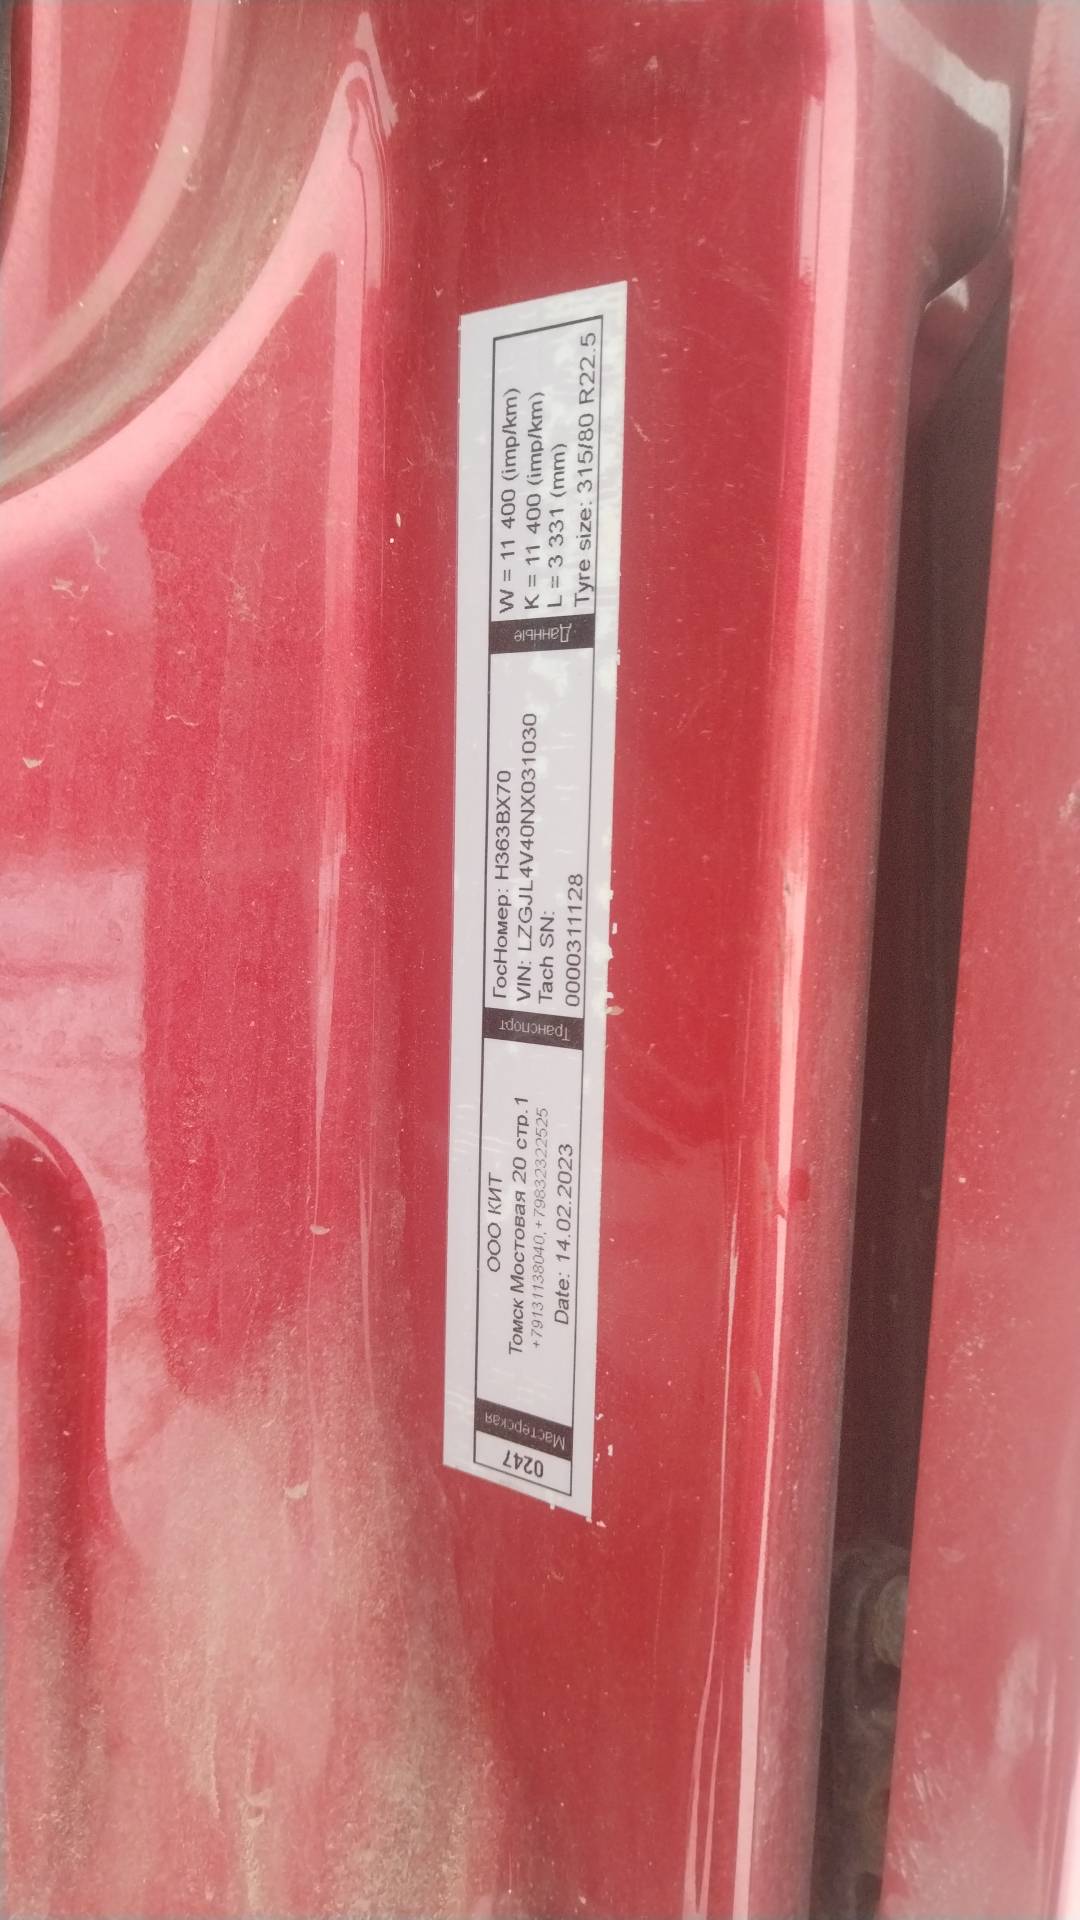 0247
Мастерская
ООО КИТ
Томск Мостовая 20 стр.1
+79131138040,+79832322525
Date: 14.02.2023
Транспорт
ГосНомер: Н363ВХ70
VIN: LZGJL4V40NX031030
Tach SN:
0000311128
Данные
W = 11 400 (imp/km)
K = 11 400 (imp/km)
L = 3 331 (mm)
Tyre size: 315/80 R22.5